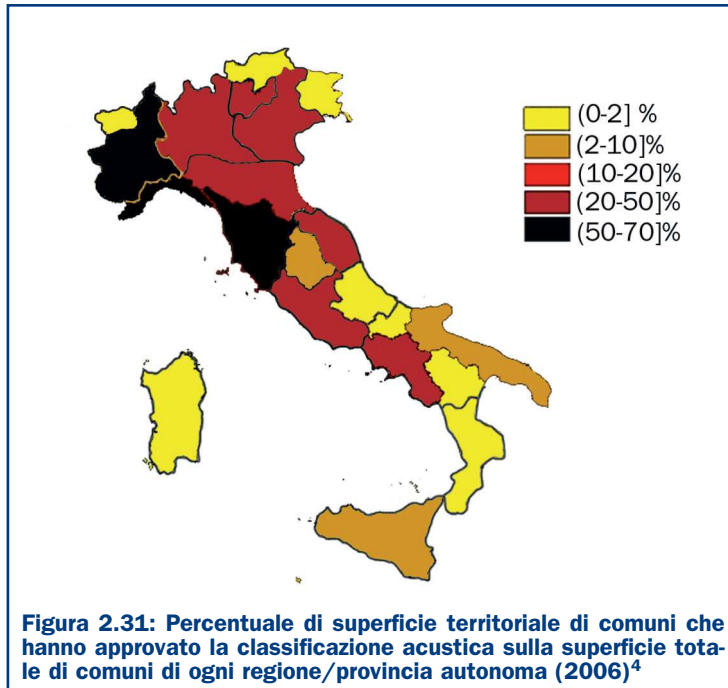 (0-2] %
(2-10]%
(10-20]%
(20-50]%
(50-70]%
Figura 2.31: Percentuale di superficie territoriale di comuni che
hanno approvato la classificazione acustica sulla superficie tota-
le di comuni di ogni regione/provincia autonoma (2006)4